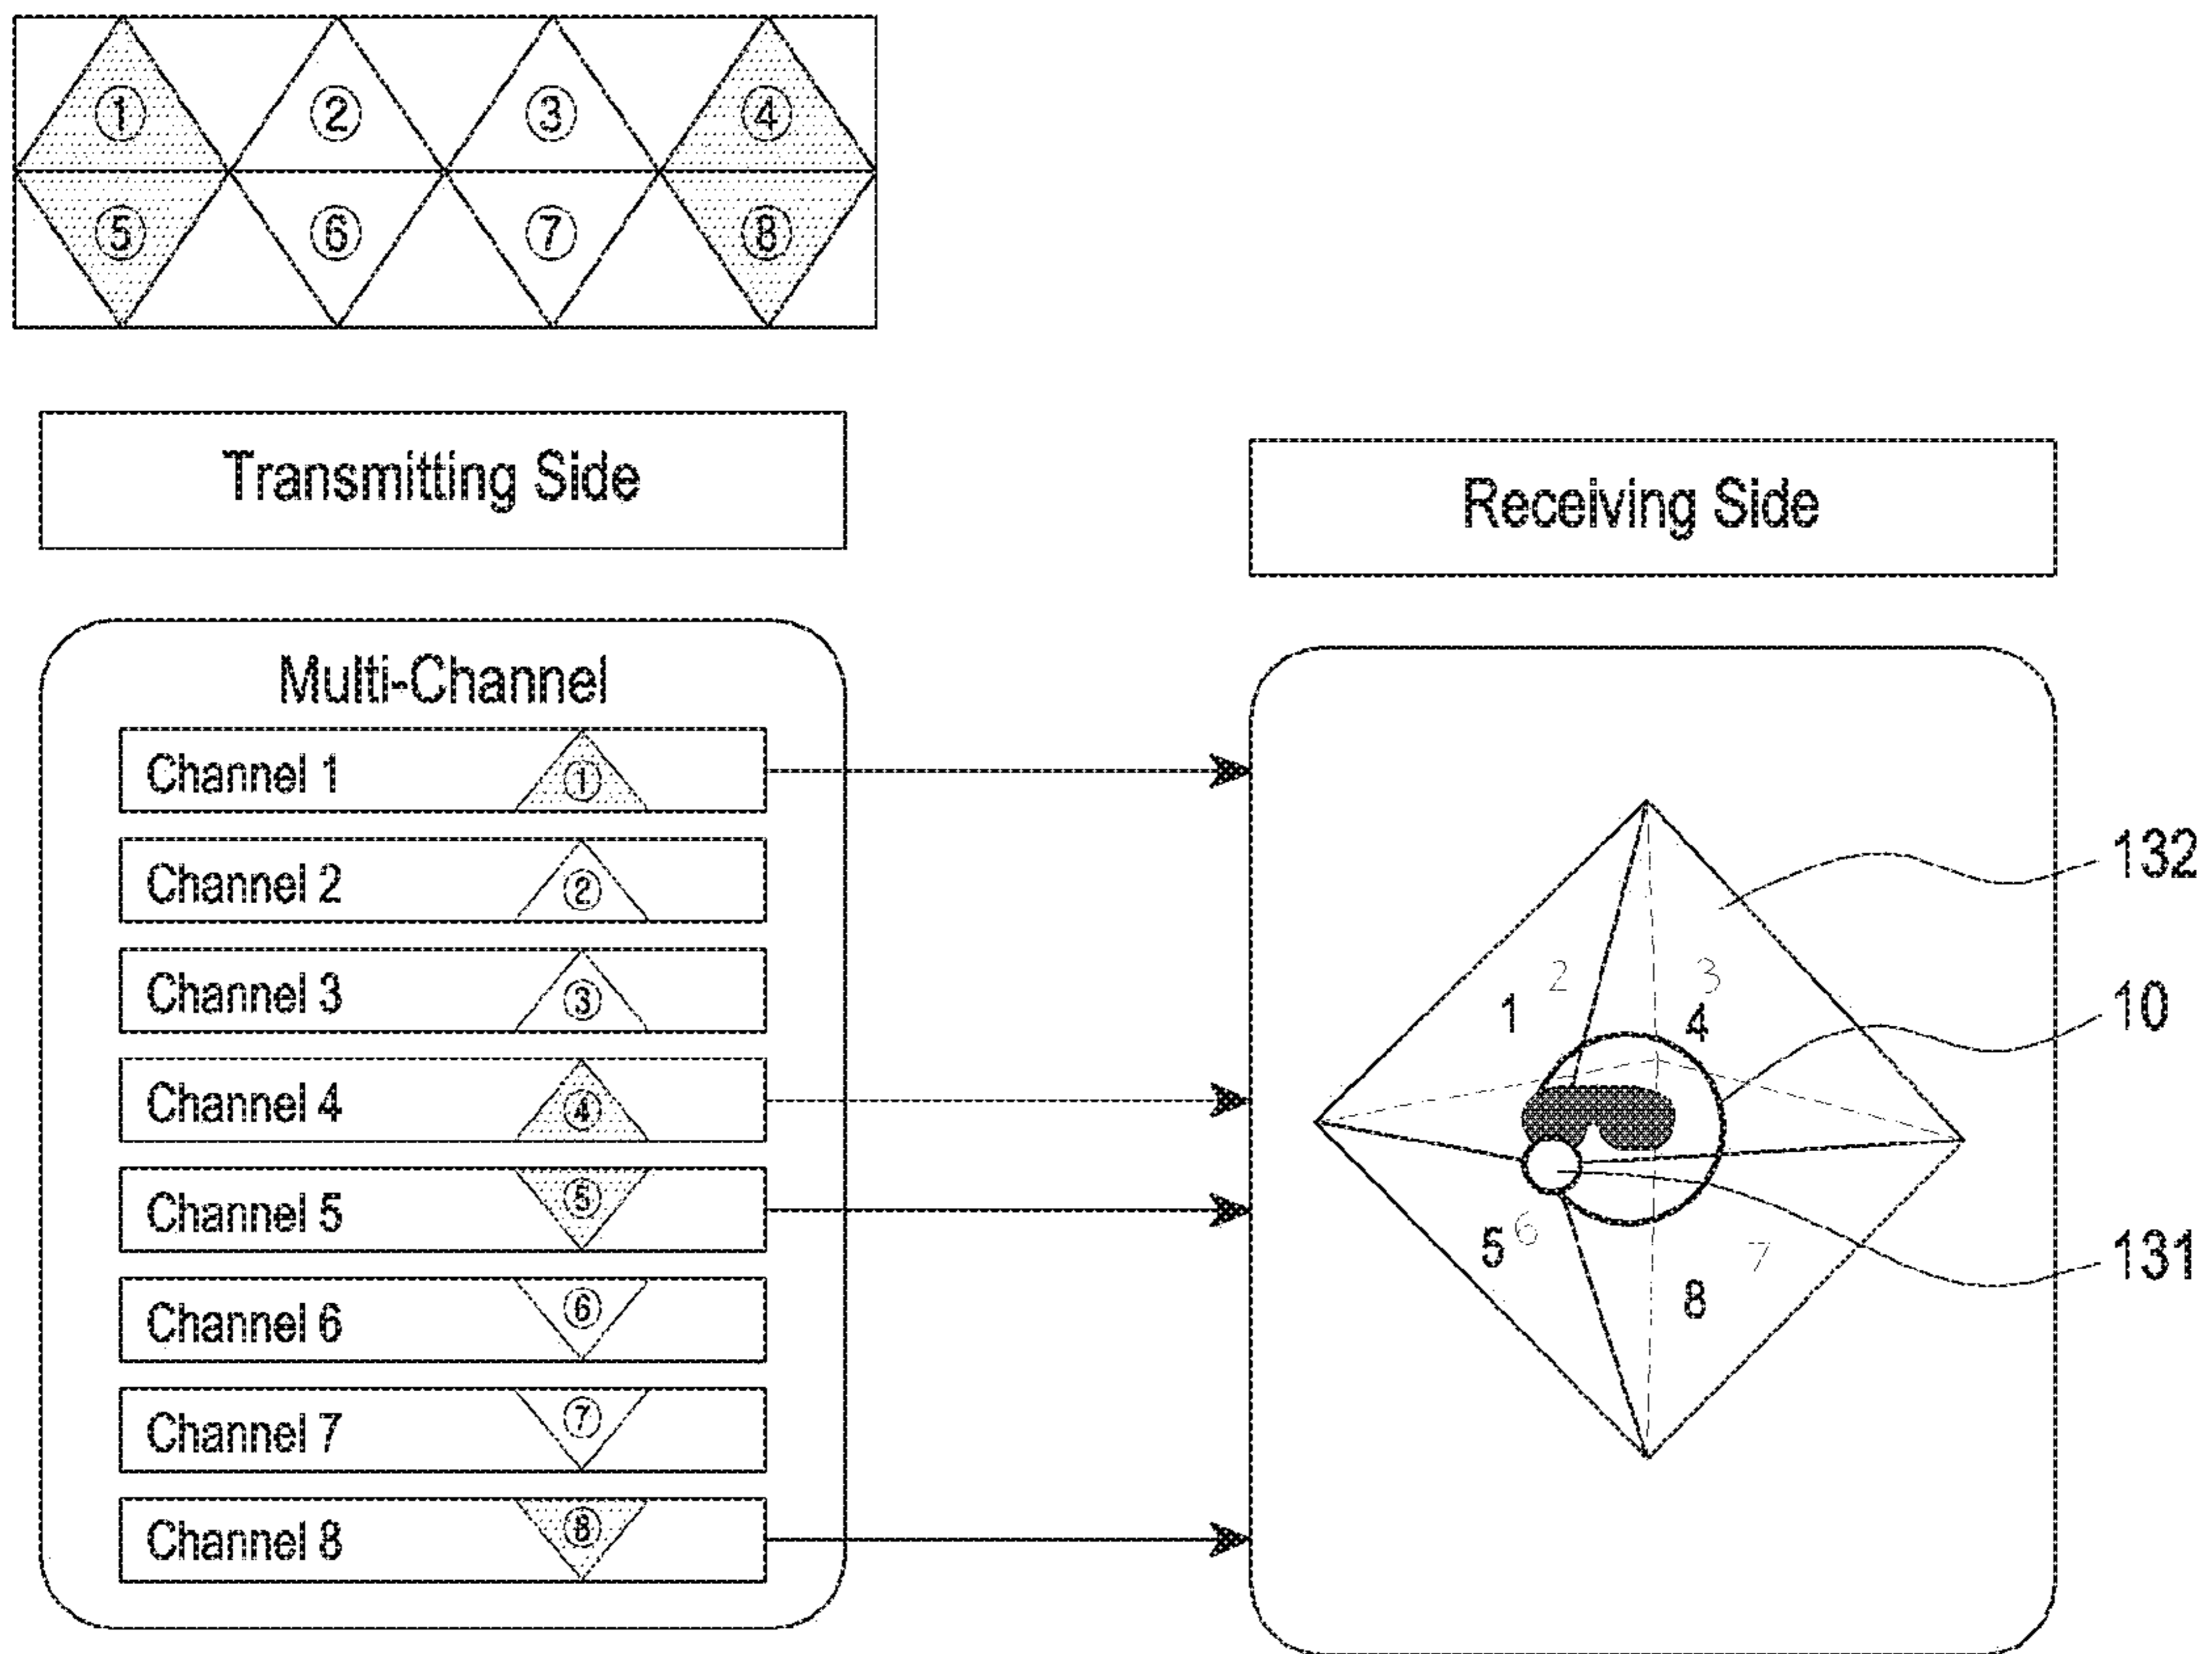 ① ② ③ ④
⑤ ⑥ ⑦ ⑧
Transmitting Side
Multi-Channel
Channel 1 ①
Channel 2 ②
Channel 3 ③
Channel 4 ④
Channel 5 ⑤
Channel 6 ⑥
Channel 7 ⑦
Channel 8 ⑧
Receiving Side
132
2 3
1 4
10
5 6 7
8
131